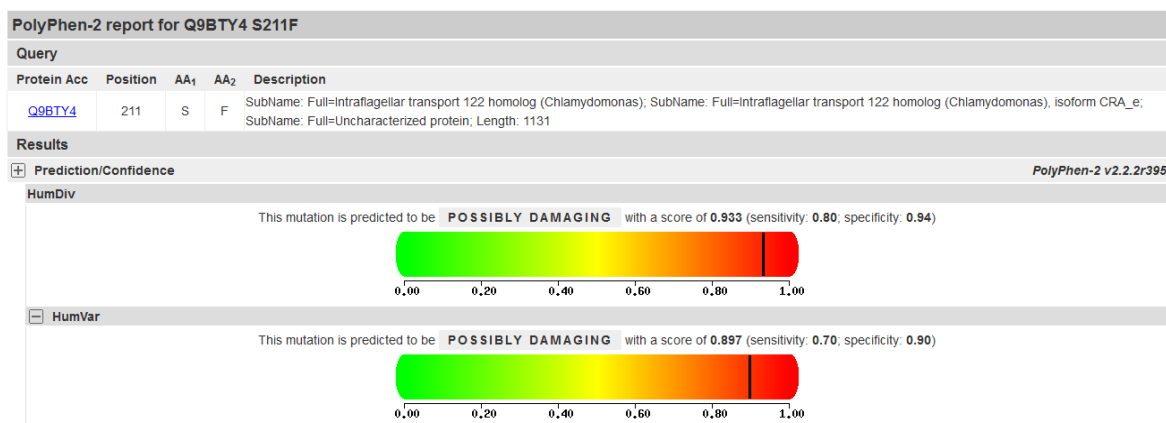 PolyPhen-2 report for Q9BTY4 S211F
Query
Protein Acc Position AA₁ AA₂ Description
Q9BTY4 211 S F SubName: Full=Intraflagellar transport 122 homolog (Chlamydomonas); SubName: Full=Intraflagellar transport 122 homolog (Chlamydomonas), isoform CRA_e;
SubName: Full=Uncharacterized protein; Length: 1131
Results
+ Prediction/Confidence PolyPhen-2 v2.2.2r395
HumDiv
This mutation is predicted to be POSSIBLY DAMAGING with a score of 0.933 (sensitivity: 0.80; specificity: 0.94)
0.00 0.20 0.40 0.60 0.80 1.00
− HumVar
This mutation is predicted to be POSSIBLY DAMAGING with a score of 0.897 (sensitivity: 0.70; specificity: 0.90)
0.00 0.20 0.40 0.60 0.80 1.00